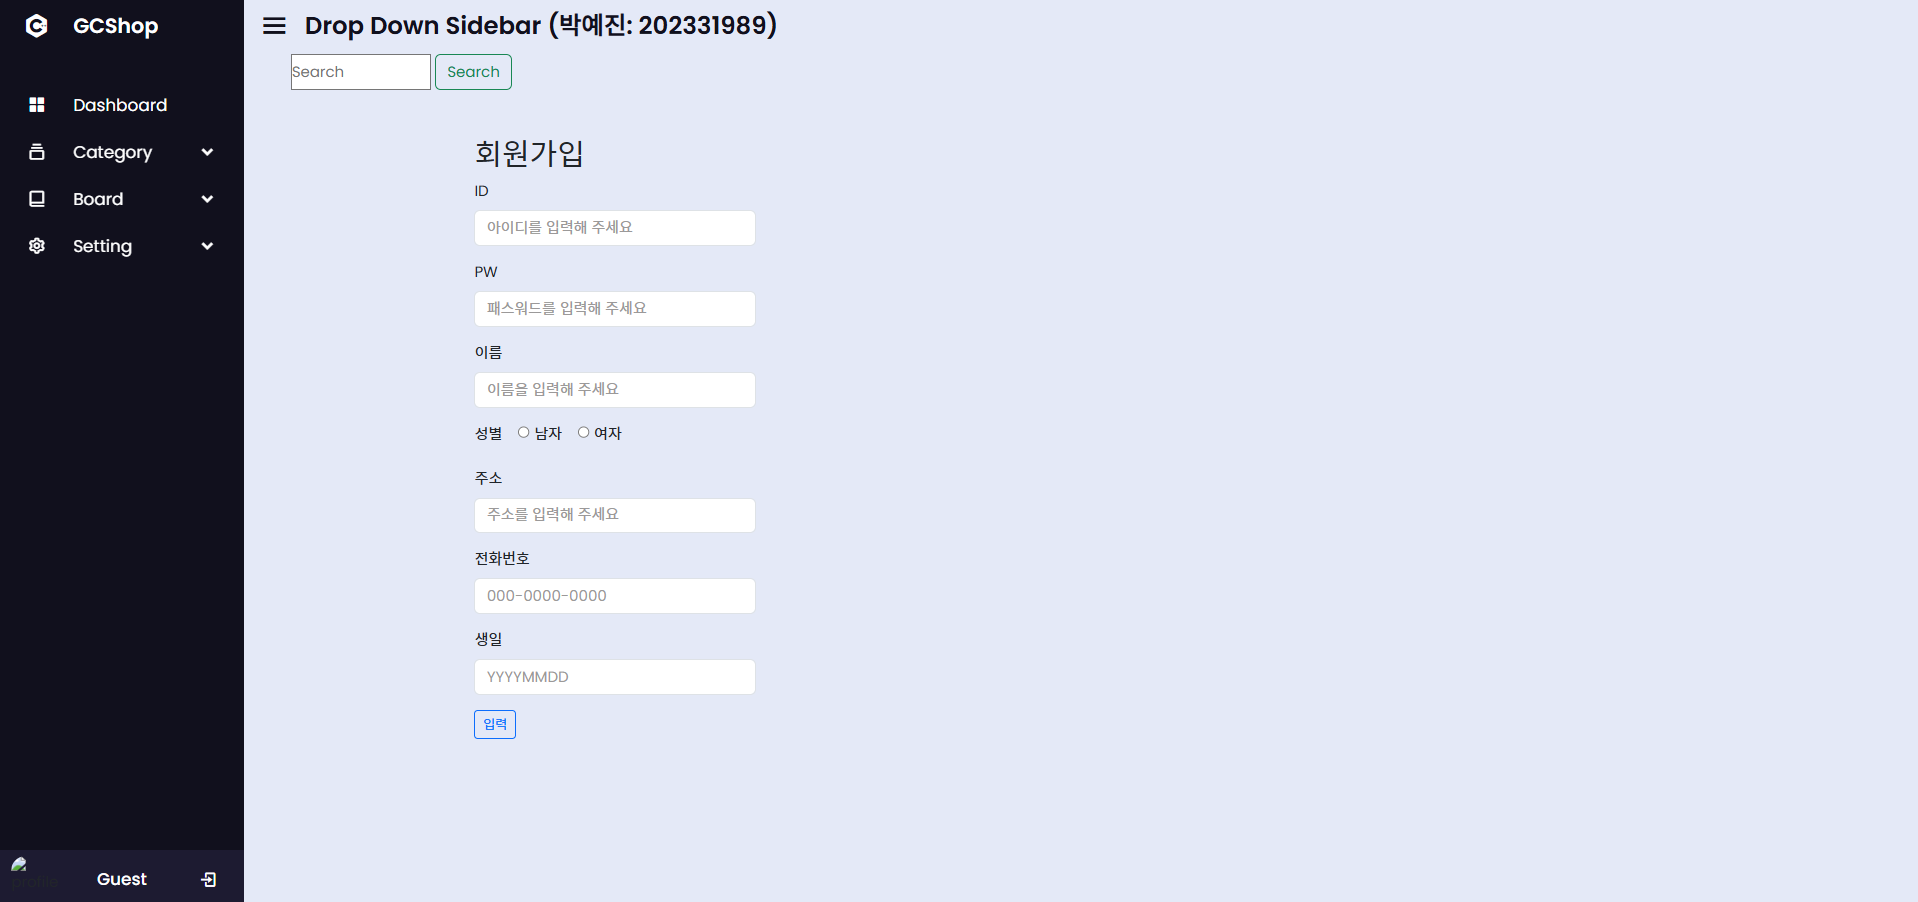 GCShop
Dashboard
Category
Board
Setting
profile
Guest
Drop Down Sidebar (박예진: 202331989)
Search Search
회원가입
ID
아이디를 입력해 주세요
PW
패스워드를 입력해 주세요
이름
이름을 입력해 주세요
성별 남자 여자
주소
주소를 입력해 주세요
전화번호
000-0000-0000
생일
YYYYMMDD
입력